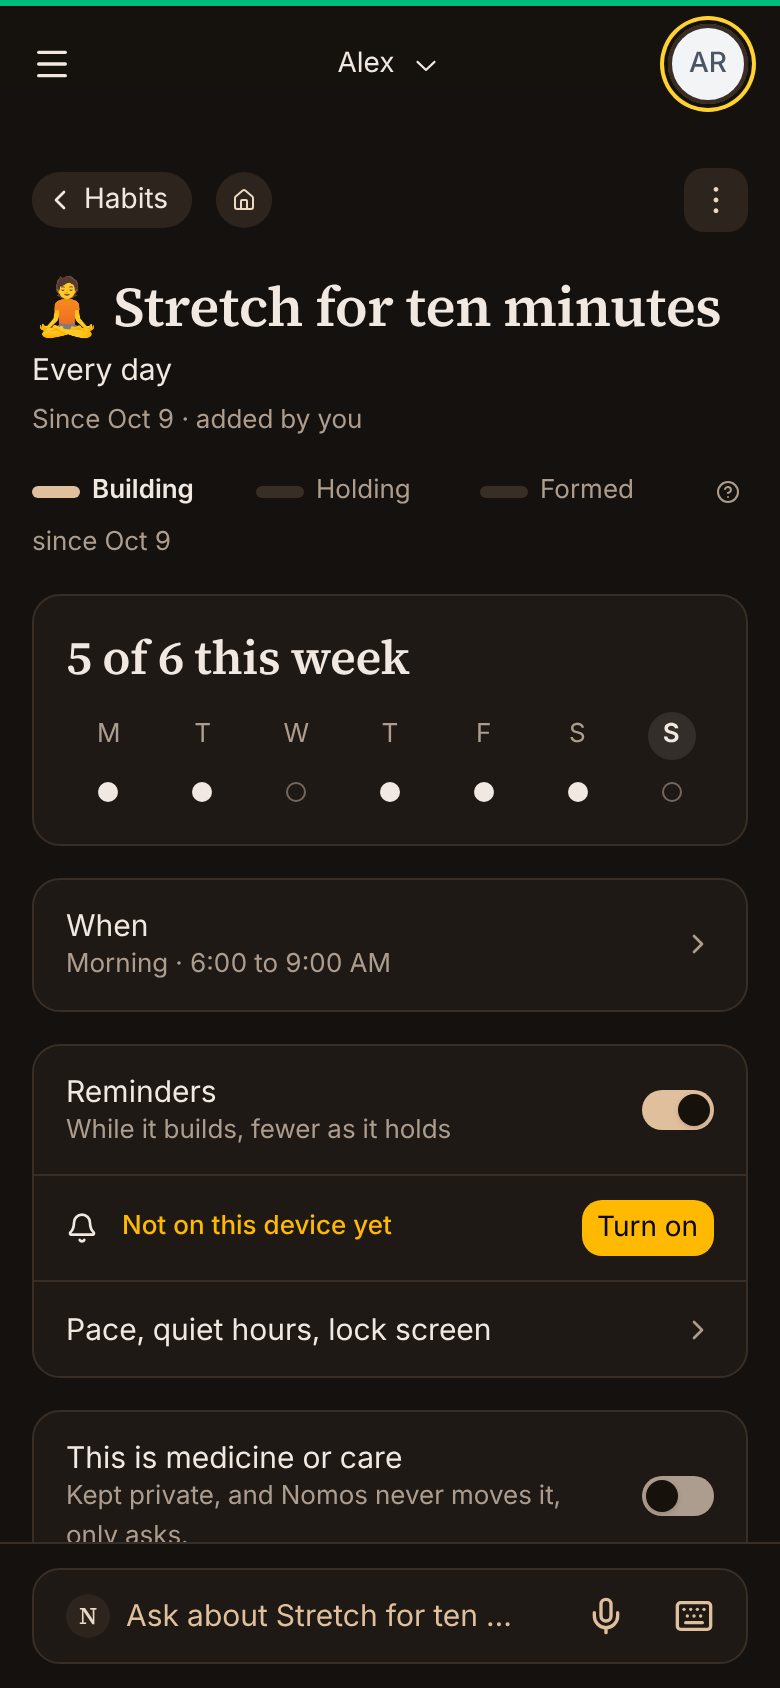 Alex
AR
Habits
Stretch for ten minutes
Every day
Since Oct 9 · added by you
Building
Holding
Formed
since Oct 9
5 of 6 this week
M T W T F S S
When
Morning · 6:00 to 9:00 AM
Reminders
While it builds, fewer as it holds
Not on this device yet
Turn on
Pace, quiet hours, lock screen
This is medicine or care
Kept private, and Nomos never moves it,
only asks.
N
Ask about Stretch for ten ...